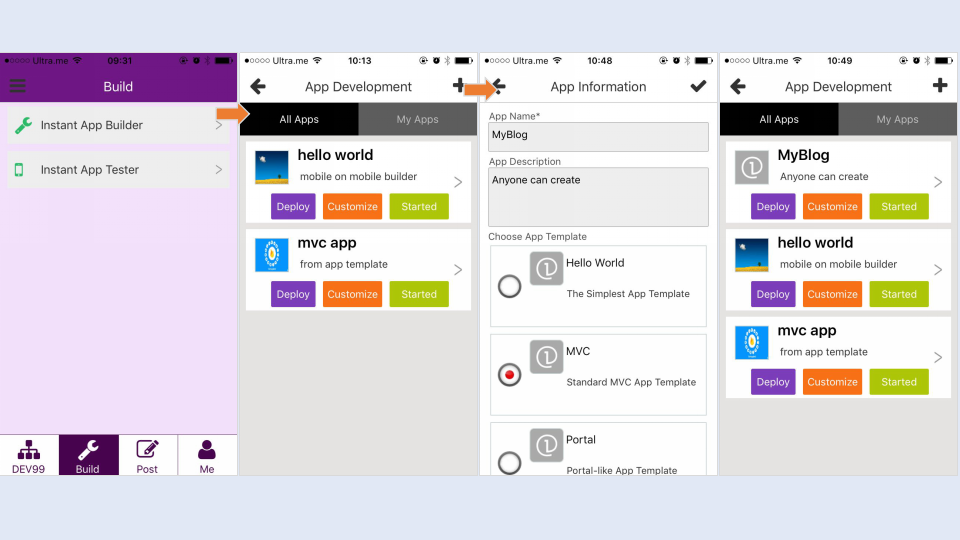 ●○○○○ Ultra.me 09:31
Build
Instant App Builder >
Instant App Tester >
DEV99 Build Post Me
●○○○○ Ultra.me 10:13
App Development
All Apps My Apps
hello world
mobile on mobile builder
Deploy Customize Started
mvc app
from app template
Deploy Customize Started
●○○○○ Ultra.me 10:48
App Information
App Name*
MyBlog
App Description
Anyone can create
Choose App Template
Hello World
The Simplest App Template
MVC
Standard MVC App Template
Portal
Portal-like App Template
●○○○○ Ultra.me 10:49
App Development
All Apps My Apps
MyBlog
Anyone can create
Deploy Customize Started
hello world
mobile on mobile builder
Deploy Customize Started
mvc app
from app template
Deploy Customize Started